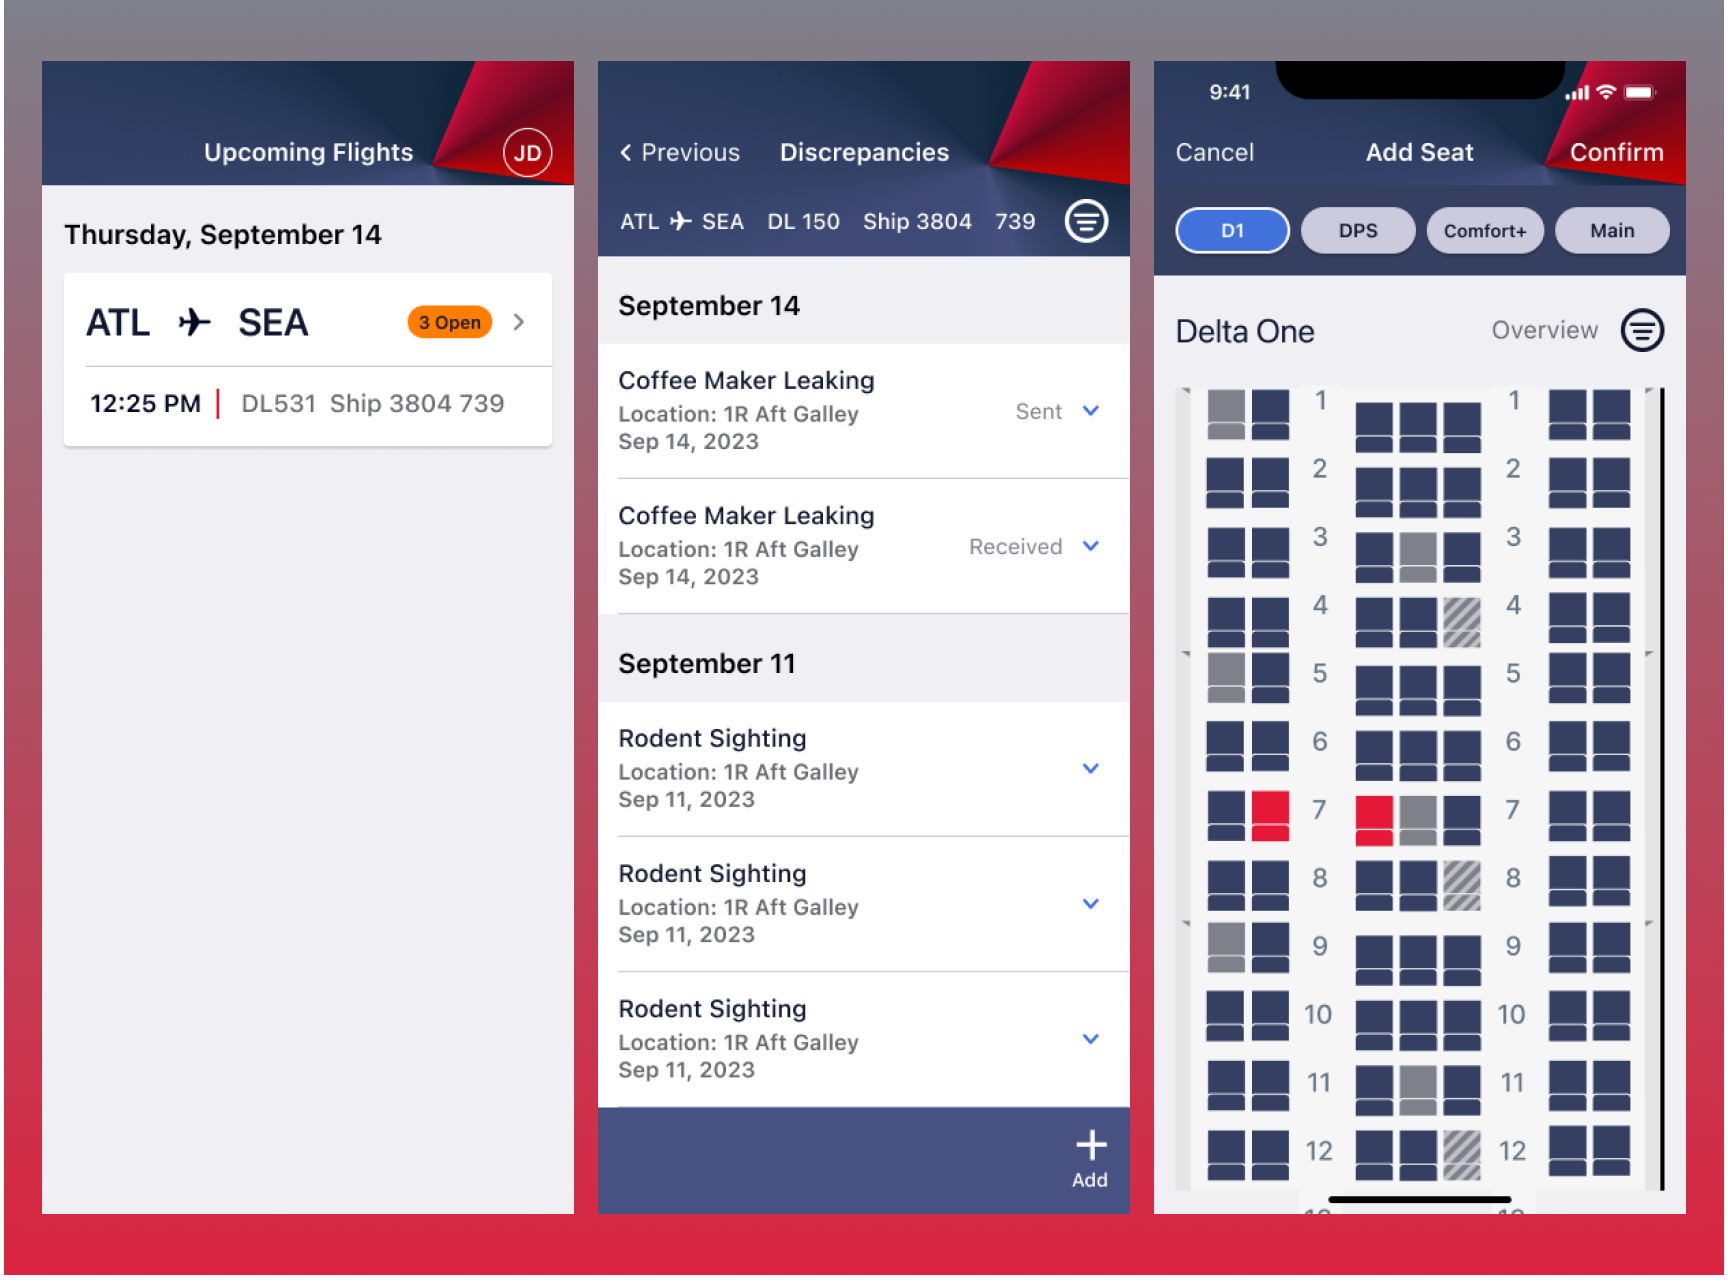 Upcoming Flights
JD
Thursday, September 14
ATL SEA
3 Open
12:25 PM DL531 Ship 3804 739
Previous Discrepancies
ATL SEA DL 150 Ship 3804 739
September 14
Coffee Maker Leaking
Location: 1R Aft Galley
Sep 14, 2023
Sent
Coffee Maker Leaking
Location: 1R Aft Galley
Sep 14, 2023
Received
September 11
Rodent Sighting
Location: 1R Aft Galley
Sep 11, 2023
Rodent Sighting
Location: 1R Aft Galley
Sep 11, 2023
Rodent Sighting
Location: 1R Aft Galley
Sep 11, 2023
Add
9:41
Cancel Add Seat Confirm
D1 DPS Comfort+ Main
Delta One Overview
1 1
2 2
3 3
4 4
5 5
6 6
7 7
8 8
9 9
10 10
11 11
12 12